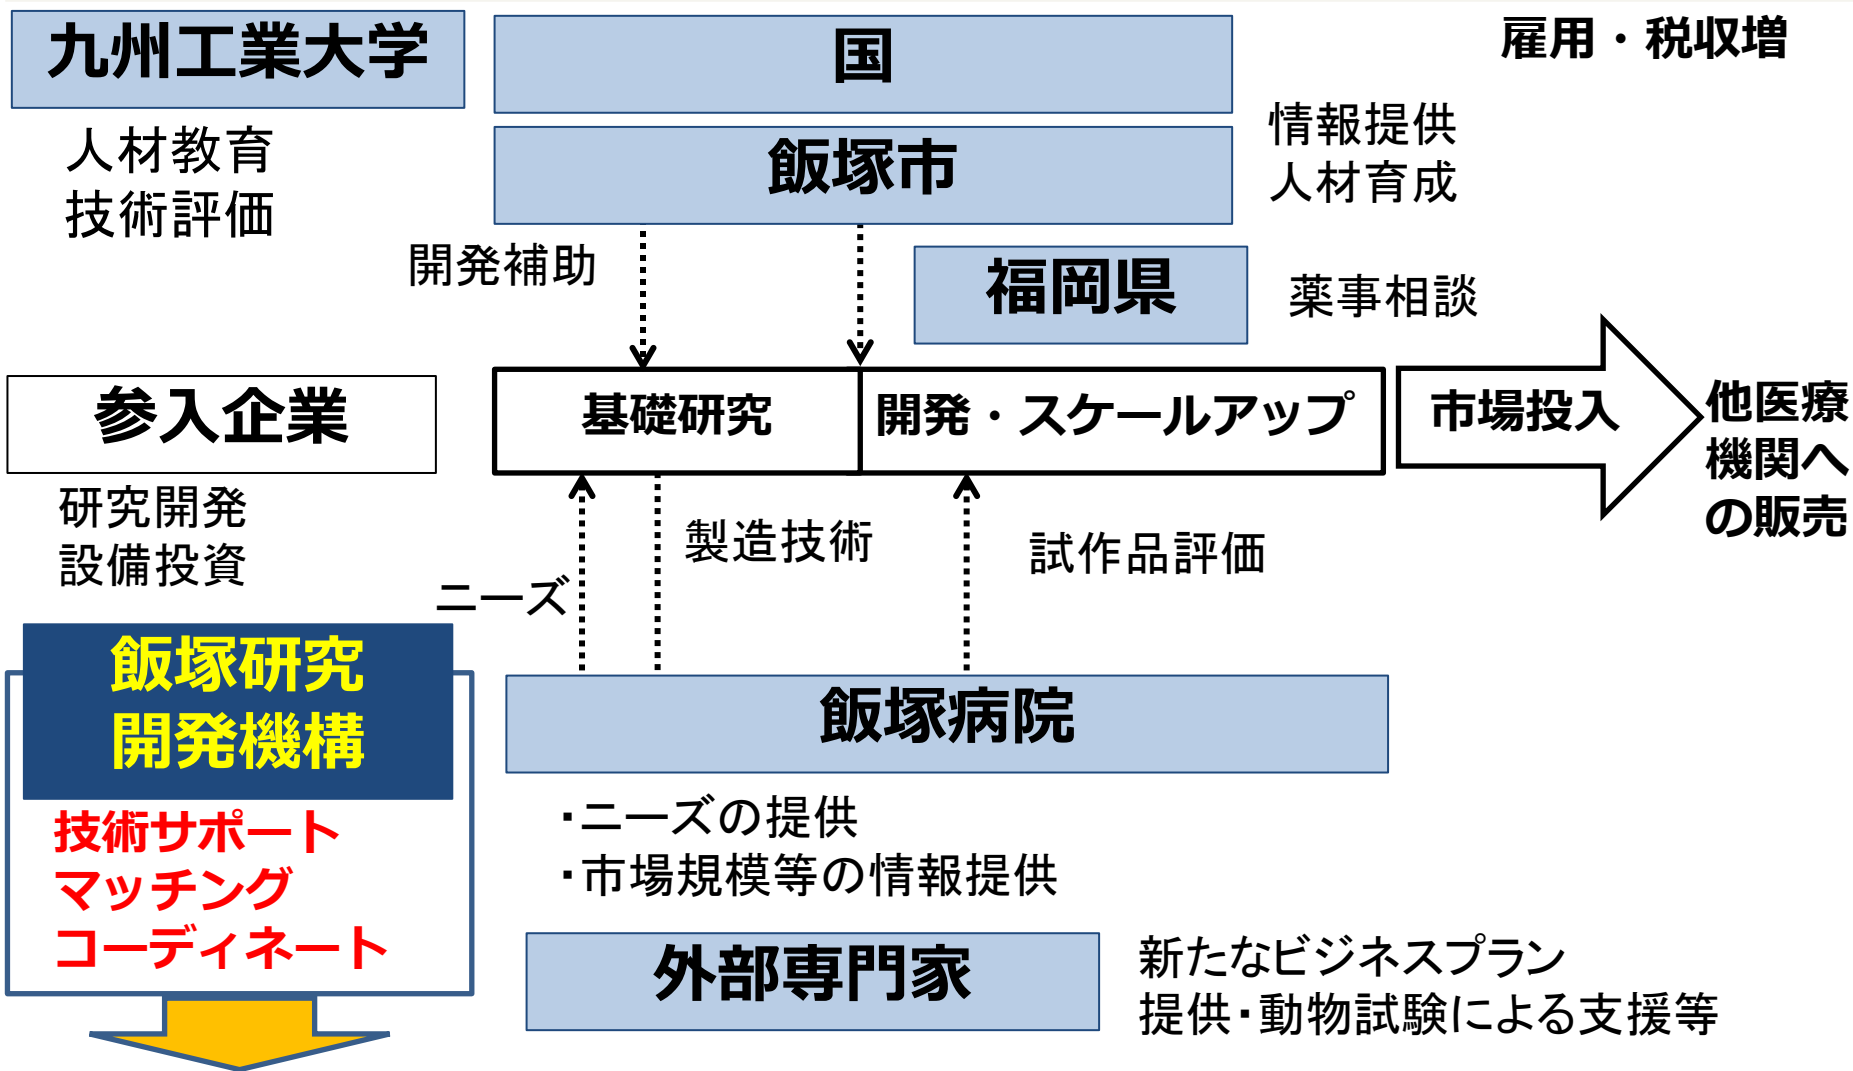 九州工業大学
国
雇用・税収増
人材教育
技術評価
飯塚市
情報提供
人材育成
開発補助
福岡県
薬事相談
参入企業
基礎研究
開発・スケールアップ
市場投入
他医療
機関へ
の販売
研究開発
設備投資
ニーズ
製造技術
試作品評価
飯塚研究
開発機構
飯塚病院
技術サポート
マッチング
コーディネート
・ニーズの提供
・市場規模等の情報提供
外部専門家
新たなビジネスプラン
提供・動物試験による支援等